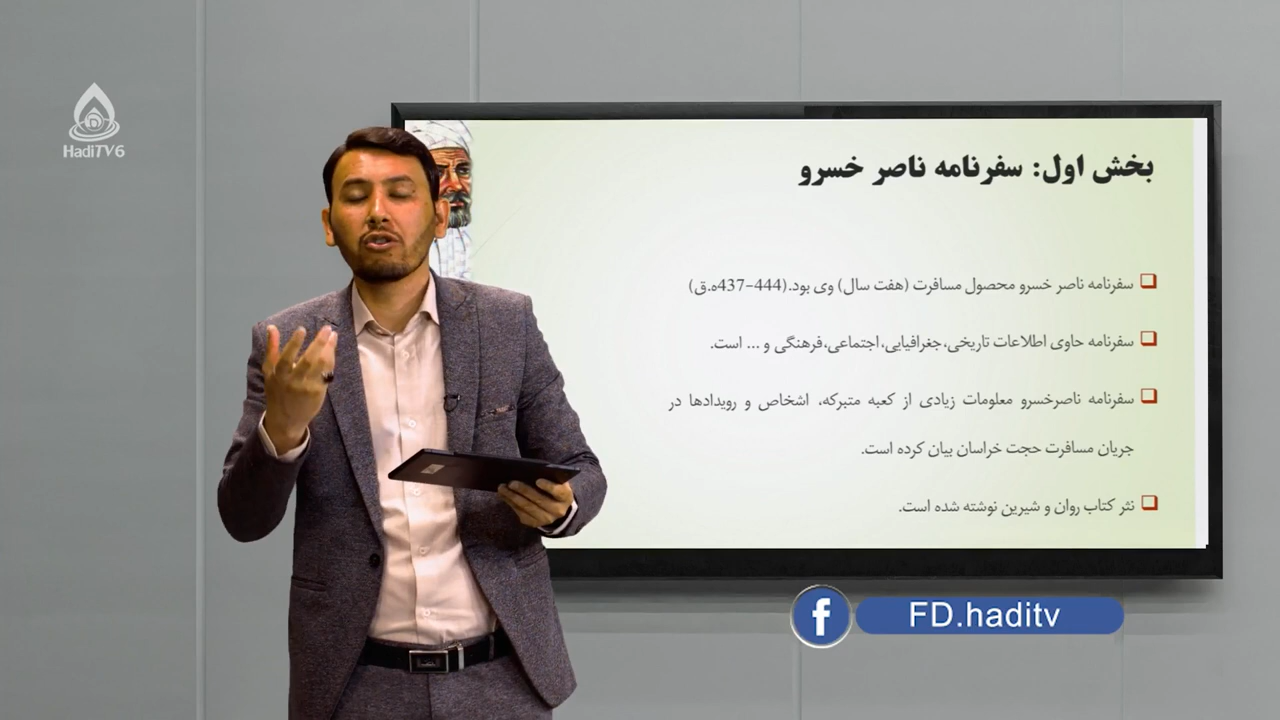 HadiTV6
بخش اول: سفرنامه ناصر خسرو
سفرنامه ناصر خسرو محصول مسافرت (هفت سال) وی بود.(444-437ه.ق)
سفرنامه حاوی اطلاعات تاریخی،جغرافیایی،اجتماعی،فرهنگی و ... است.
سفرنامه ناصرخسرو معلومات زیادی از کعبه متبرکه، اشخاص و رویدادها در
جریان مسافرت حجت خراسان بیان کرده است.
نثر کتاب روان و شیرین نوشته شده است.
f FD.haditv